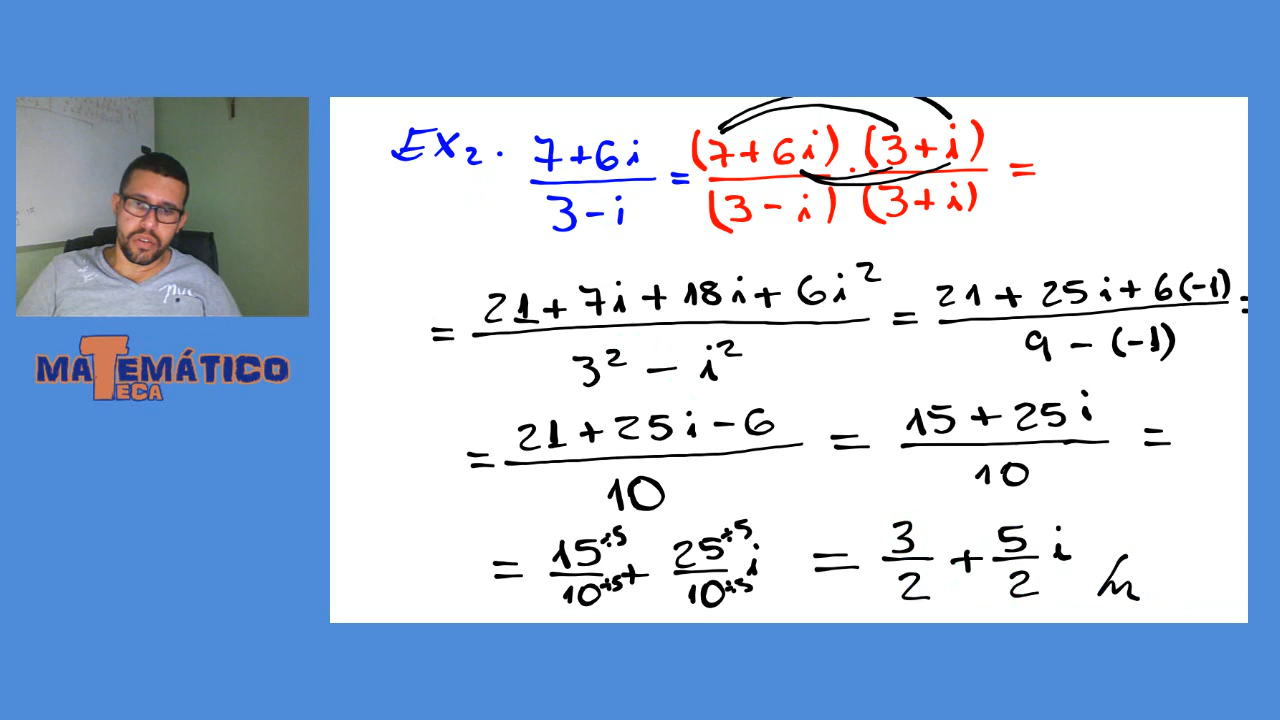 MATEMÁTICO
TECA
Ex2. 7+6i/3-i = (7+6i)/(3-i) · (3+i)/(3+i) =
= 21+7i+18i+6i²/3²-i² = 21+25i+6(-1)/9-(-1) =
= 21+25i-6/10 = 15+25i/10 =
= 15÷5/10÷5 + 25÷5/10÷5 i = 3/2 + 5/2 i